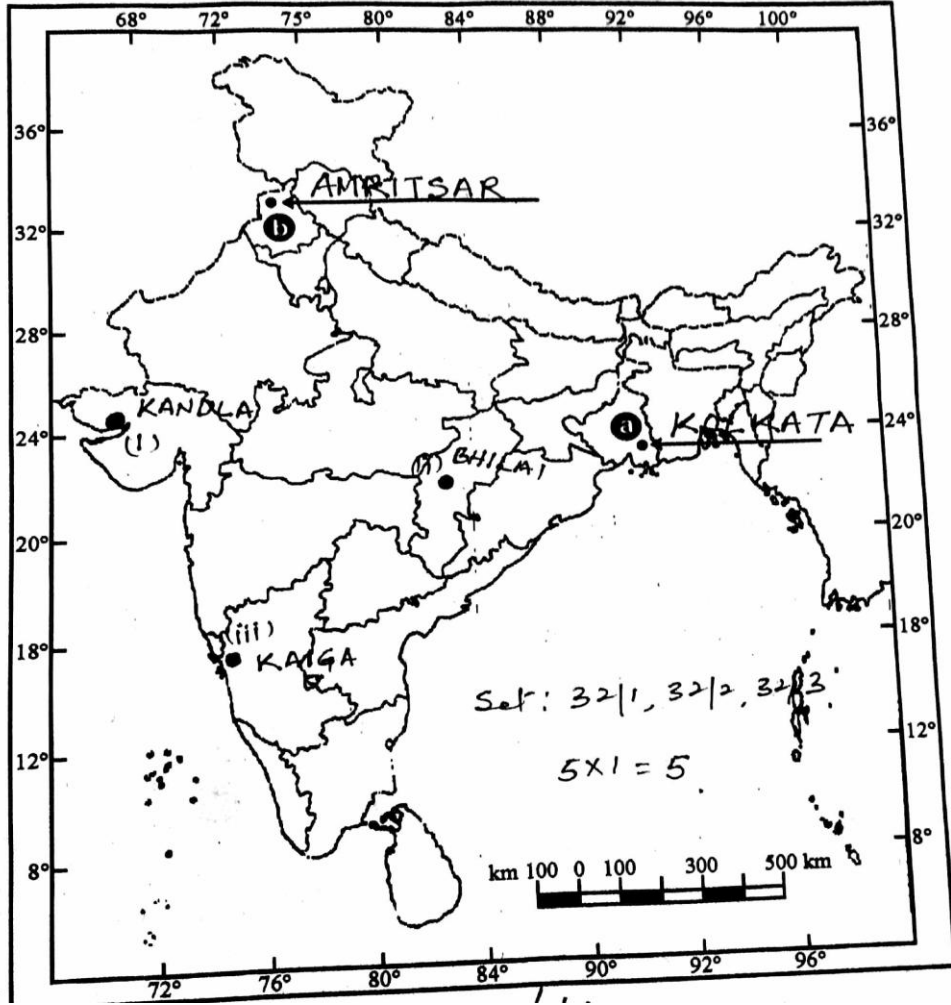 68° 72° 75° 80° 84° 88° 92° 96° 100°
36° 36°
AMRITSAR
b
32° 32°
28° 28°
KANDLA
(i)
24° 24°
a
KOLKATA
(ii) BHILAI
20° 20°
(iii)
KAIGA
18° 18°
Set: 32/1, 32/2, 32/3
5×1 = 5
12° 12°
km 100 0 100 300 500 km
8° 8°
72° 76° 80° 84° 90° 92° 96°